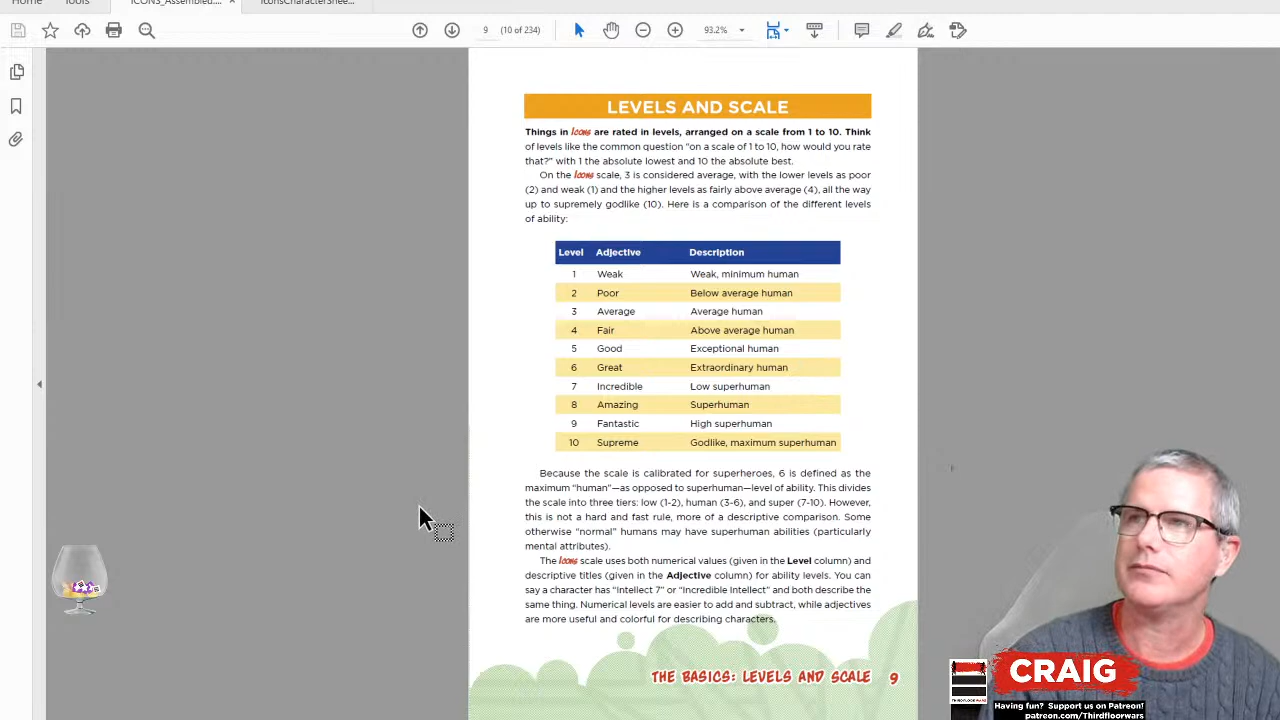 Home Tools ICONS_Assembled.... IconsCharacterShee...
9 (10 of 234) 93.2%
LEVELS AND SCALE
Things in Icons are rated in levels, arranged on a scale from 1 to 10. Think
of levels like the common question “on a scale of 1 to 10, how would you rate
that?” with 1 the absolute lowest and 10 the absolute best.
On the Icons scale, 3 is considered average, with the lower levels as poor
(2) and weak (1) and the higher levels as fairly above average (4), all the way
up to supremely godlike (10). Here is a comparison of the different levels
of ability:
Level Adjective Description
1 Weak Weak, minimum human
2 Poor Below average human
3 Average Average human
4 Fair Above average human
5 Good Exceptional human
6 Great Extraordinary human
7 Incredible Low superhuman
8 Amazing Superhuman
9 Fantastic High superhuman
10 Supreme Godlike, maximum superhuman
Because the scale is calibrated for superheroes, 6 is defined as the
maximum “human”—as opposed to superhuman—level of ability. This divides
the scale into three tiers: low (1-2), human (3-6), and super (7-10). However,
this is not a hard and fast rule, more of a descriptive comparison. Some
otherwise “normal” humans may have superhuman abilities (particularly
mental attributes).
The Icons scale uses both numerical values (given in the Level column) and
descriptive titles (given in the Adjective column) for ability levels. You can
say a character has “Intellect 7” or “Incredible Intellect” and both describe the
same thing. Numerical levels are easier to add and subtract, while adjectives
are more useful and colorful for describing characters.
THE BASICS: LEVELS AND SCALE 9
CRAIG
Having fun? Support us on Patreon!
patreon.com/Thirdfloorwars